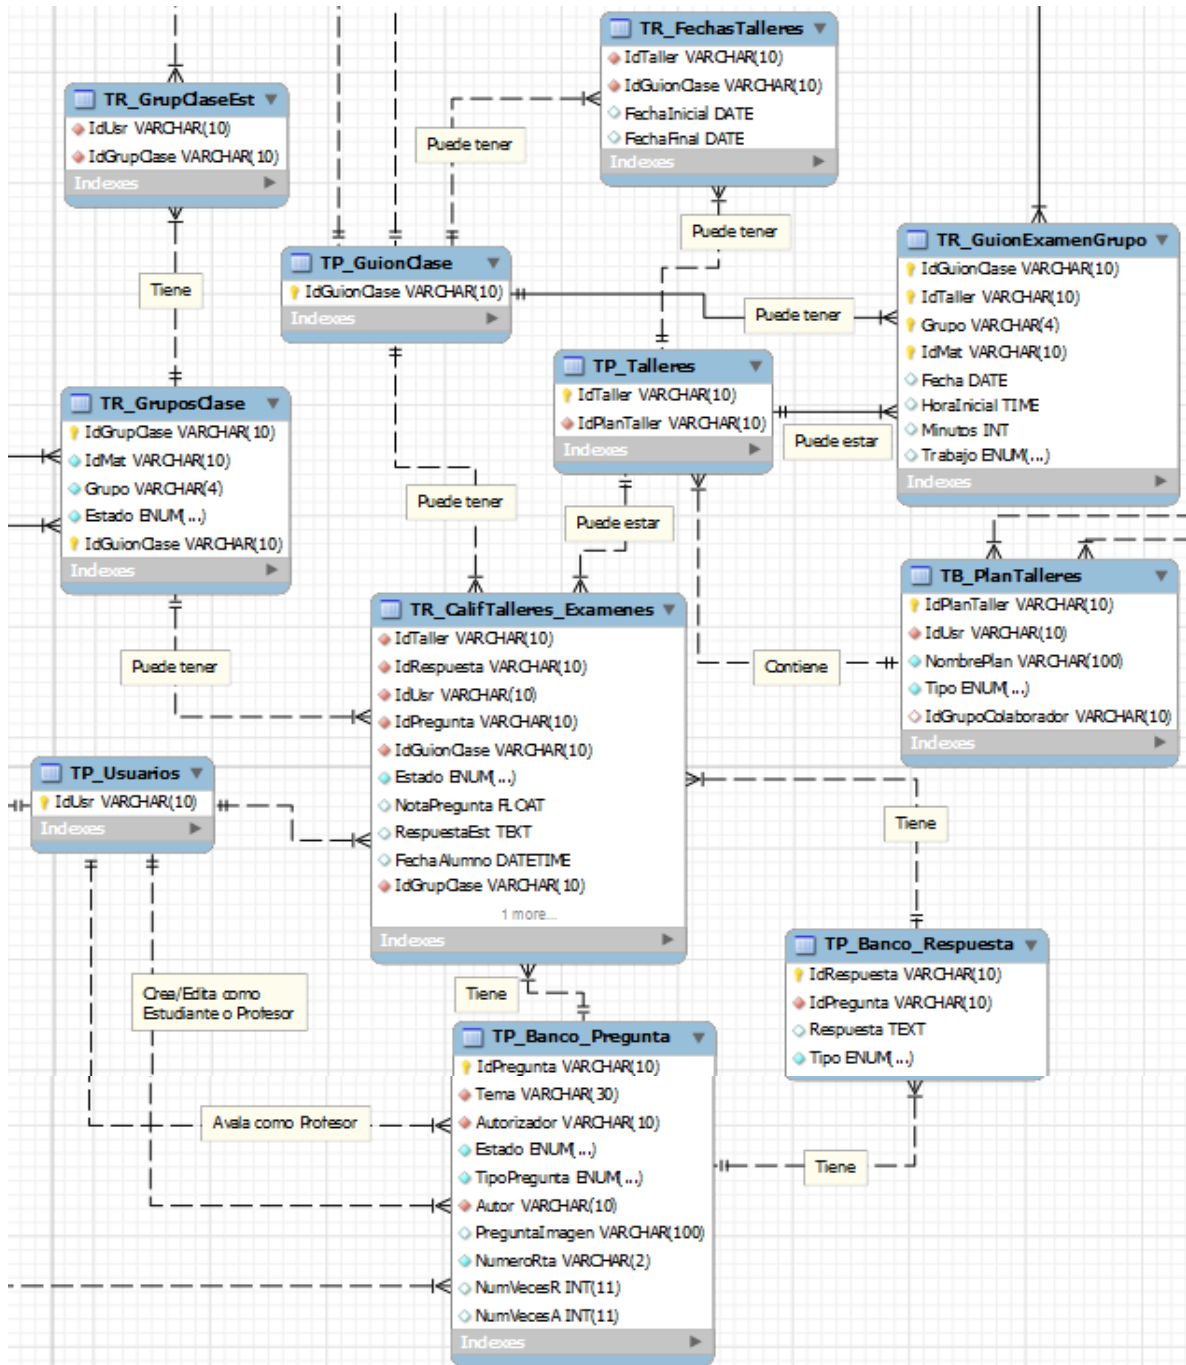 TR_FechasTalleres
IdTaller VARCHAR(10)
IdGuionClase VARCHAR(10)
FechaInicial DATE
FechaFinal DATE
Indexes
TR_GrupClaseEst
IdUsr VARCHAR(10)
IdGrupClase VARCHAR(10)
Indexes
Puede tener
Puede tener
TR_GuionExamenGrupo
IdGuionClase VARCHAR(10)
IdTaller VARCHAR(10)
Grupo VARCHAR(4)
IdMat VARCHAR(10)
Fecha DATE
HoraInicial TIME
Minutos INT
Trabajo ENUM(...)
Indexes
TP_GuionClase
IdGuionClase VARCHAR(10)
Indexes
Tiene
Puede tener
TP_Talleres
IdTaller VARCHAR(10)
IdPlanTaller VARCHAR(10)
Indexes
Puede estar
TR_GruposClase
IdGrupClase VARCHAR(10)
IdMat VARCHAR(10)
Grupo VARCHAR(4)
Estado ENUM(...)
IdGuionClase VARCHAR(10)
Indexes
Puede tener
Puede estar
TB_PlanTalleres
IdPlanTaller VARCHAR(10)
IdUsr VARCHAR(10)
NombrePlan VARCHAR(100)
Tipo ENUM(...)
IdGrupoColaborador VARCHAR(10)
Indexes
TR_CalifTalleres_Examenes
IdTaller VARCHAR(10)
IdRespuesta VARCHAR(10)
IdUsr VARCHAR(10)
IdPregunta VARCHAR(10)
IdGuionClase VARCHAR(10)
Estado ENUM(...)
NotaPregunta FLOAT
RespuestaEst TEXT
FechaAlumno DATETIME
IdGrupClase VARCHAR(10)
1 more...
Indexes
Puede tener
Contiene
TP_Usuarios
IdUsr VARCHAR(10)
Indexes
Tiene
TP_Banco_Respuesta
IdRespuesta VARCHAR(10)
IdPregunta VARCHAR(10)
Respuesta TEXT
Tipo ENUM(...)
Crea/Edita como
Estudiante o Profesor
Tiene
TP_Banco_Pregunta
IdPregunta VARCHAR(10)
Tema VARCHAR(30)
Autorizador VARCHAR(10)
Estado ENUM(...)
TipoPregunta ENUM(...)
Autor VARCHAR(10)
PreguntaImagen VARCHAR(100)
NumeroRta VARCHAR(2)
NumVecesR INT(11)
NumVecesA INT(11)
Indexes
Avala como Profesor
Tiene